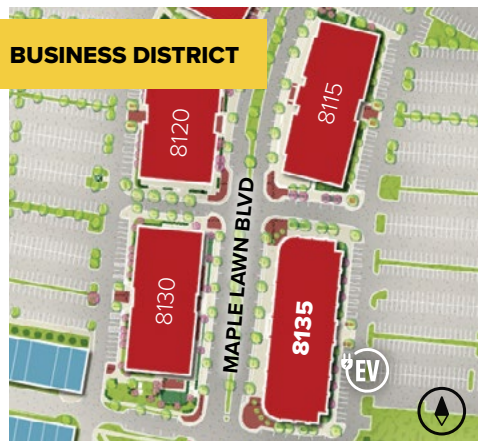 BUSINESS DISTRICT
8120
8115
MAPLE LAWN BLVD
8130
8135
EV